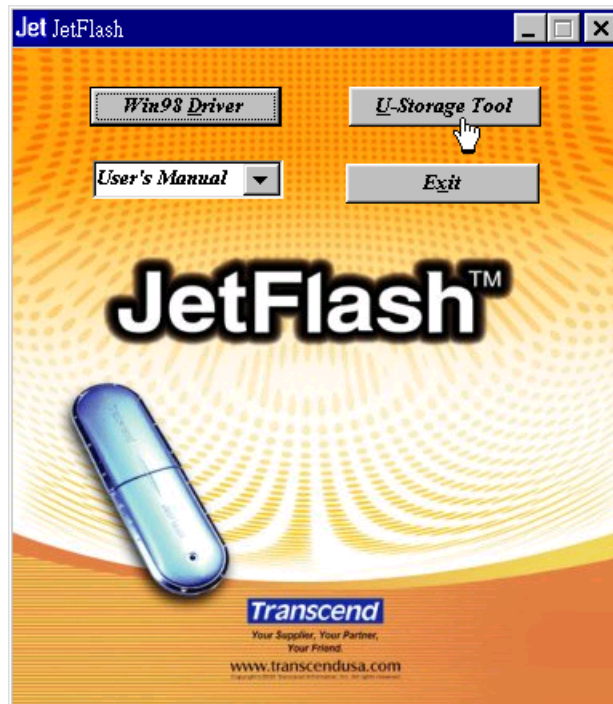 Jet JetFlash
Win98 Driver
U-Storage Tool
User's Manual
Exit
JetFlash™
Transcend
Your Supplier, Your Partner,
Your Friend.
www.transcendusa.com